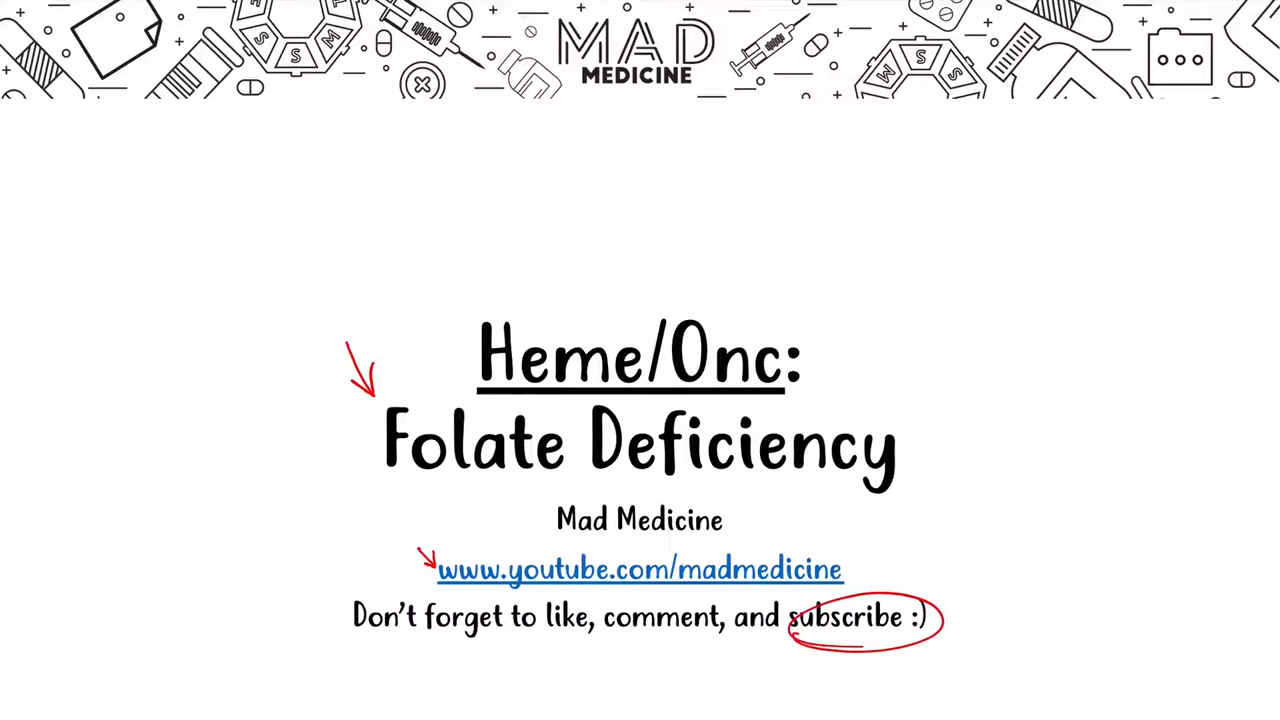 MAD
MEDICINE
Heme/Onc:
Folate Deficiency
Mad Medicine
www.youtube.com/madmedicine
Don't forget to like, comment, and subscribe :)